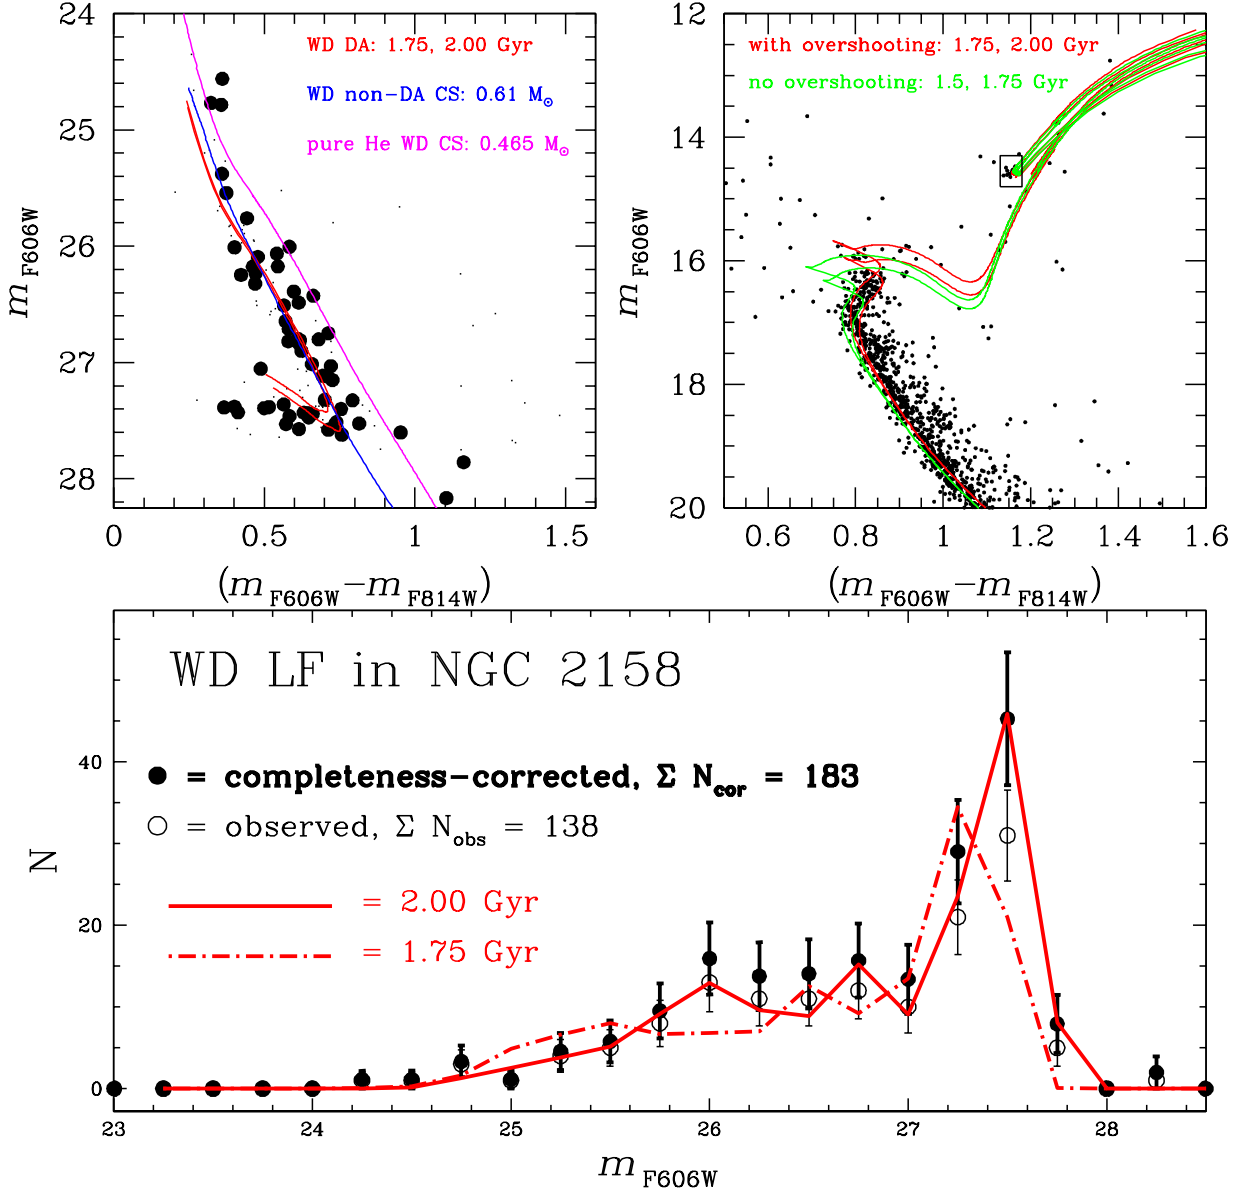 24
25
26
27
28
m F606W
WD DA: 1.75, 2.00 Gyr
WD non-DA CS: 0.61 M⊙
pure He WD CS: 0.465 M⊙
0 0.5 1 1.5
(m F606W−m F814W)
12
14
16
18
20
m F606W
with overshooting: 1.75, 2.00 Gyr
no overshooting: 1.5, 1.75 Gyr
0.6 0.8 1 1.2 1.4 1.6
(m F606W−m F814W)
WD LF in NGC 2158
= completeness-corrected, Σ Ncor = 183
= observed, Σ Nobs = 138
= 2.00 Gyr
= 1.75 Gyr
N
40
20
0
23 24 25 26 27 28
m F606W